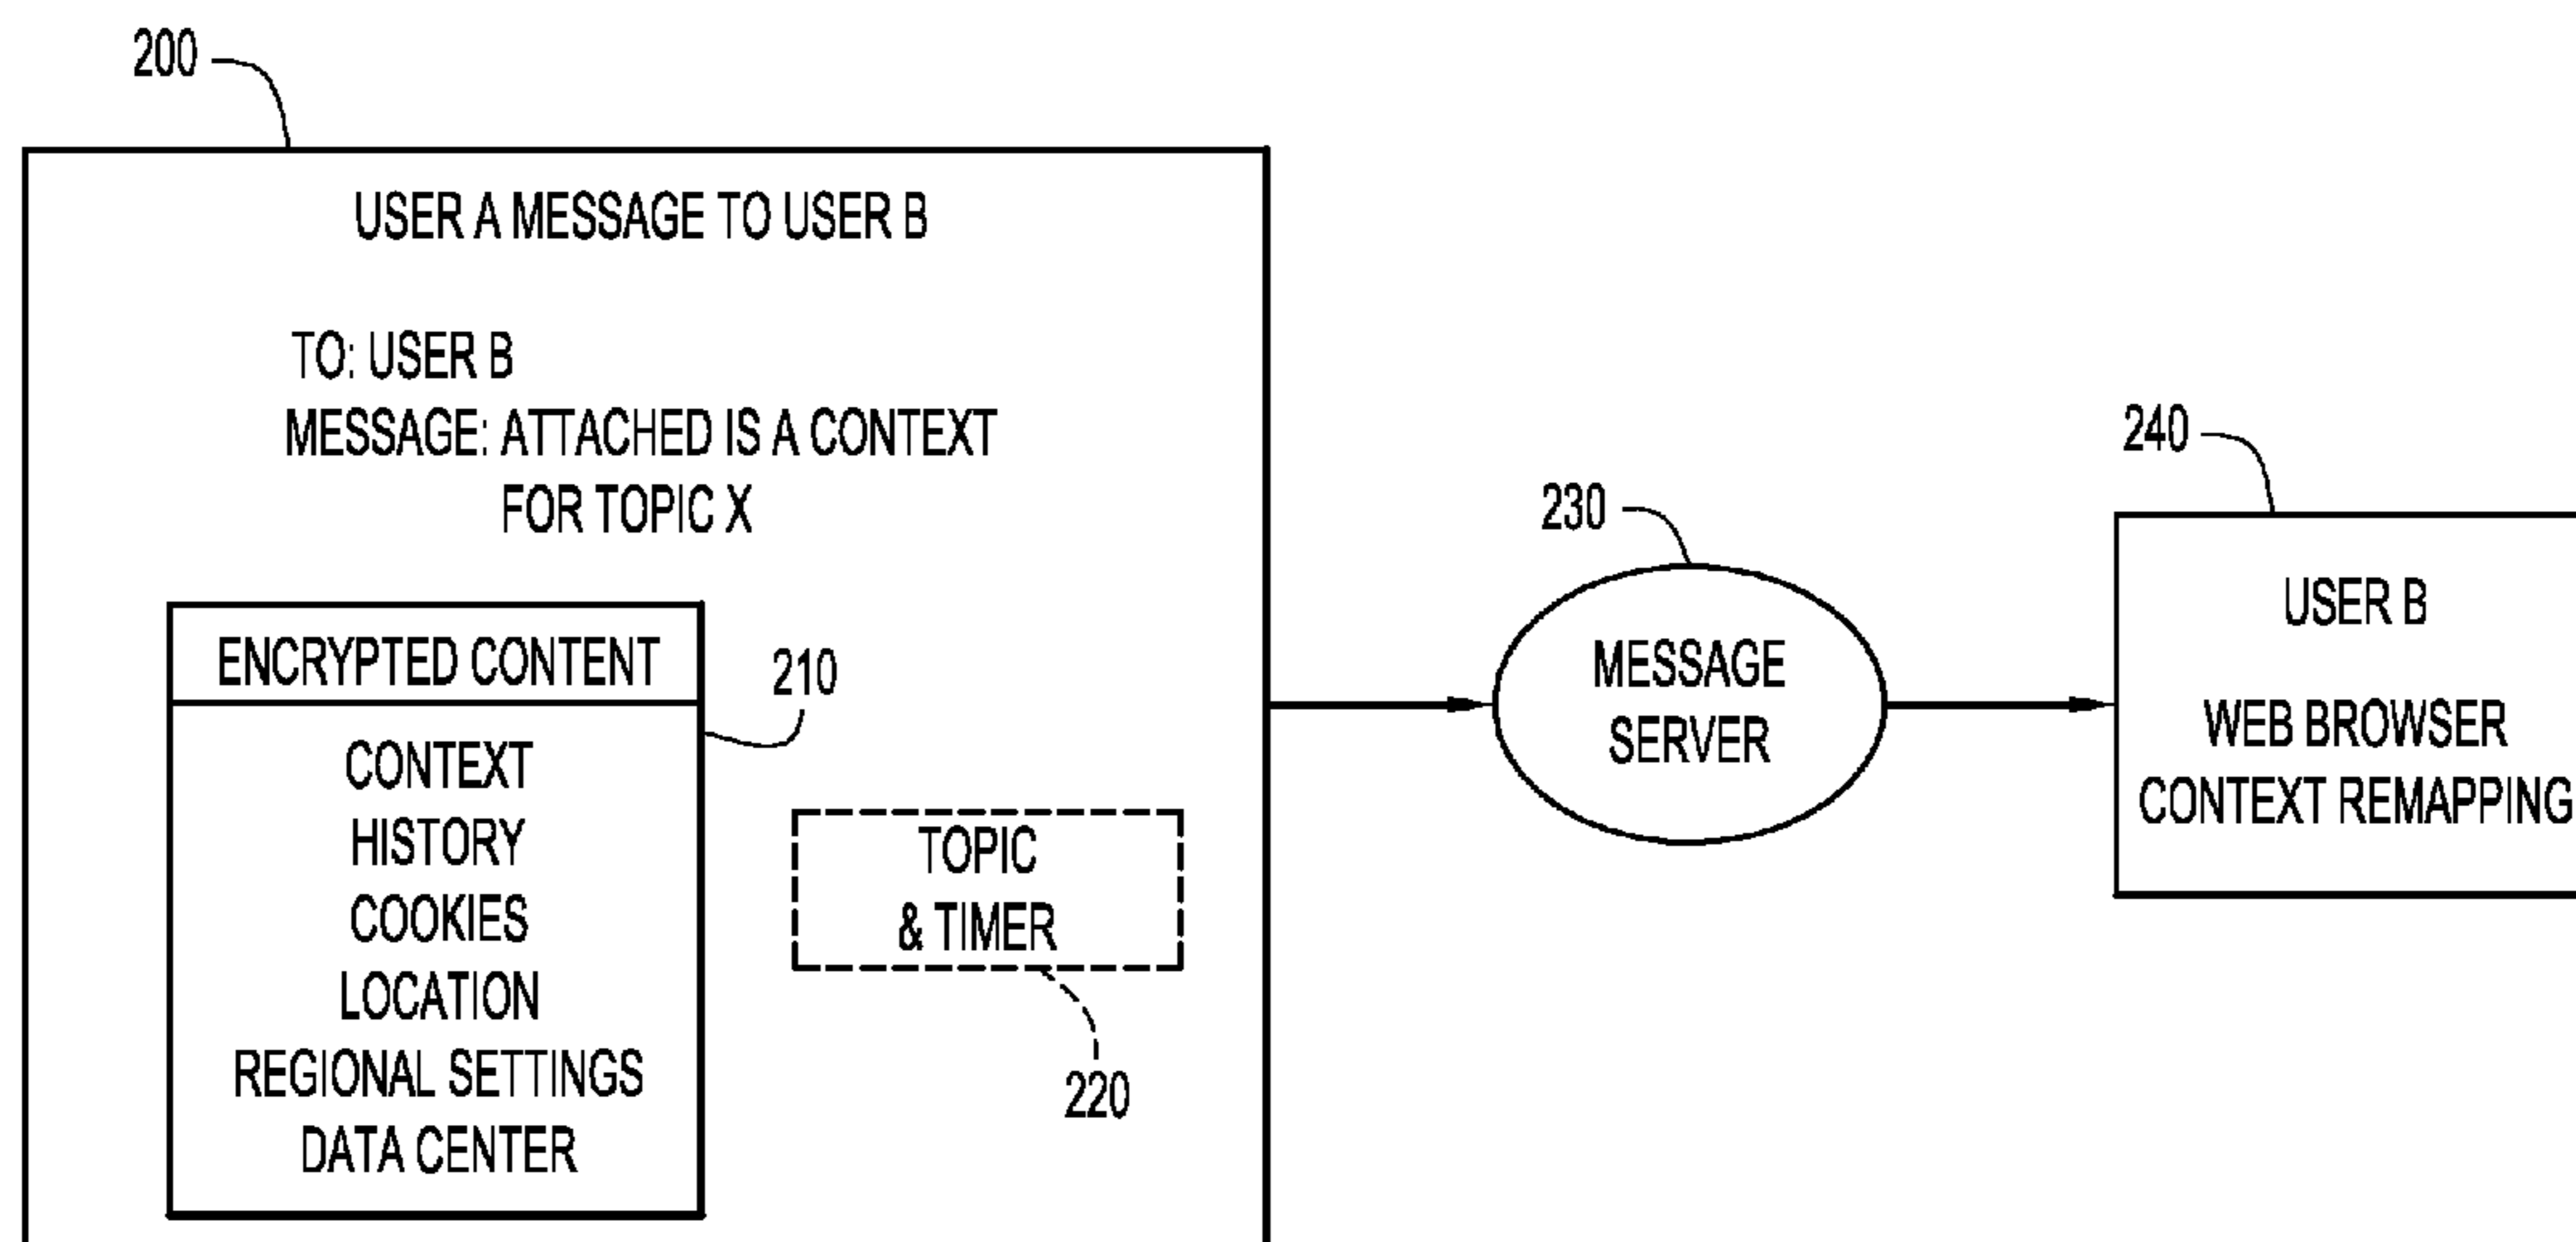 200
USER A MESSAGE TO USER B
TO: USER B
MESSAGE: ATTACHED IS A CONTEXT
FOR TOPIC X
ENCRYPTED CONTENT
210
CONTEXT
HISTORY
COOKIES
LOCATION
REGIONAL SETTINGS
DATA CENTER
TOPIC
& TIMER
220
230
MESSAGE
SERVER
240
USER B
WEB BROWSER
CONTEXT REMAPPING